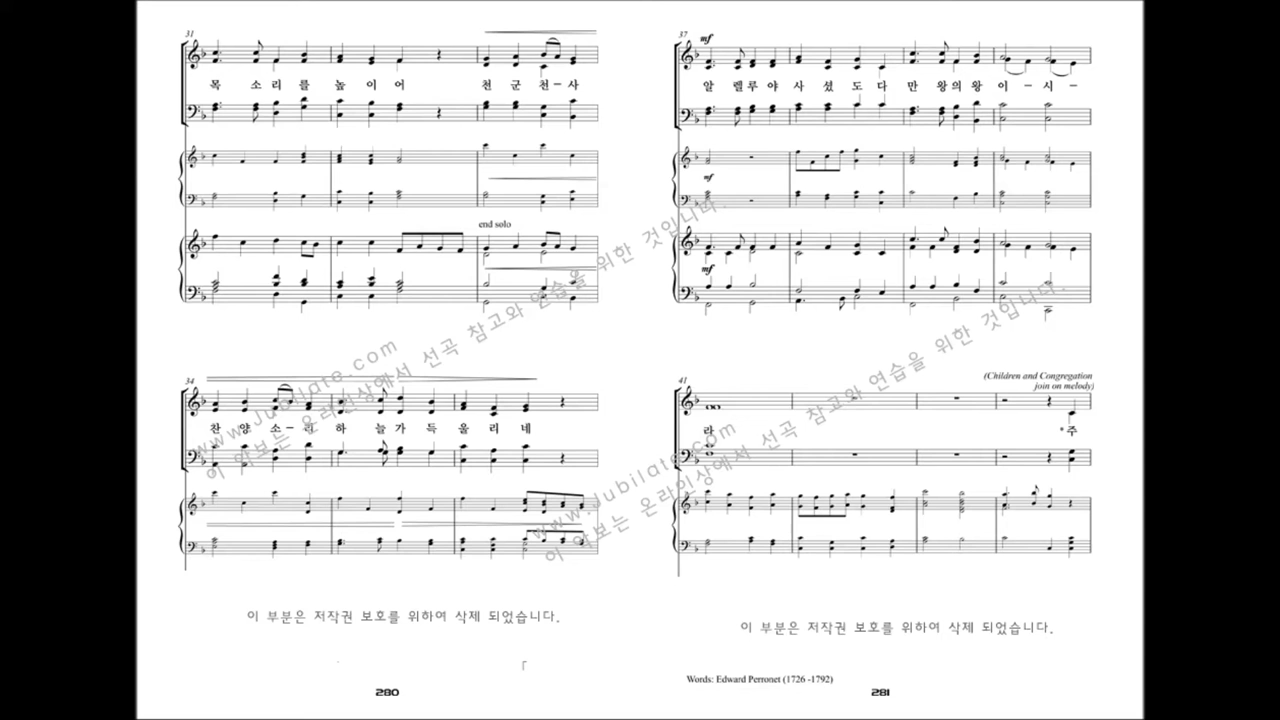 31
목 소 리 를 높 이 어 천 군 천 - 사
end solo
34
찬 양 소 - 리 하 늘 가 득 울 리 네
www.jubilate.com
이 악보는 온라인상에서 선곡 참고와 연습을 위한 것입니다.
이 부분은 저작권 보호를 위하여 삭제 되었습니다.
280
37
mf
알 렐루 야 사 셨 도 다 만 왕의 왕 이 - 시 -
mf
mf
41
(Children and Congregation
join on melody)
라 *주
www.jubilate.com
이 악보는 온라인상에서 선곡 참고와 연습을 위한 것입니다.
이 부분은 저작권 보호를 위하여 삭제 되었습니다.
Words: Edward Perronet (1726 -1792)
281